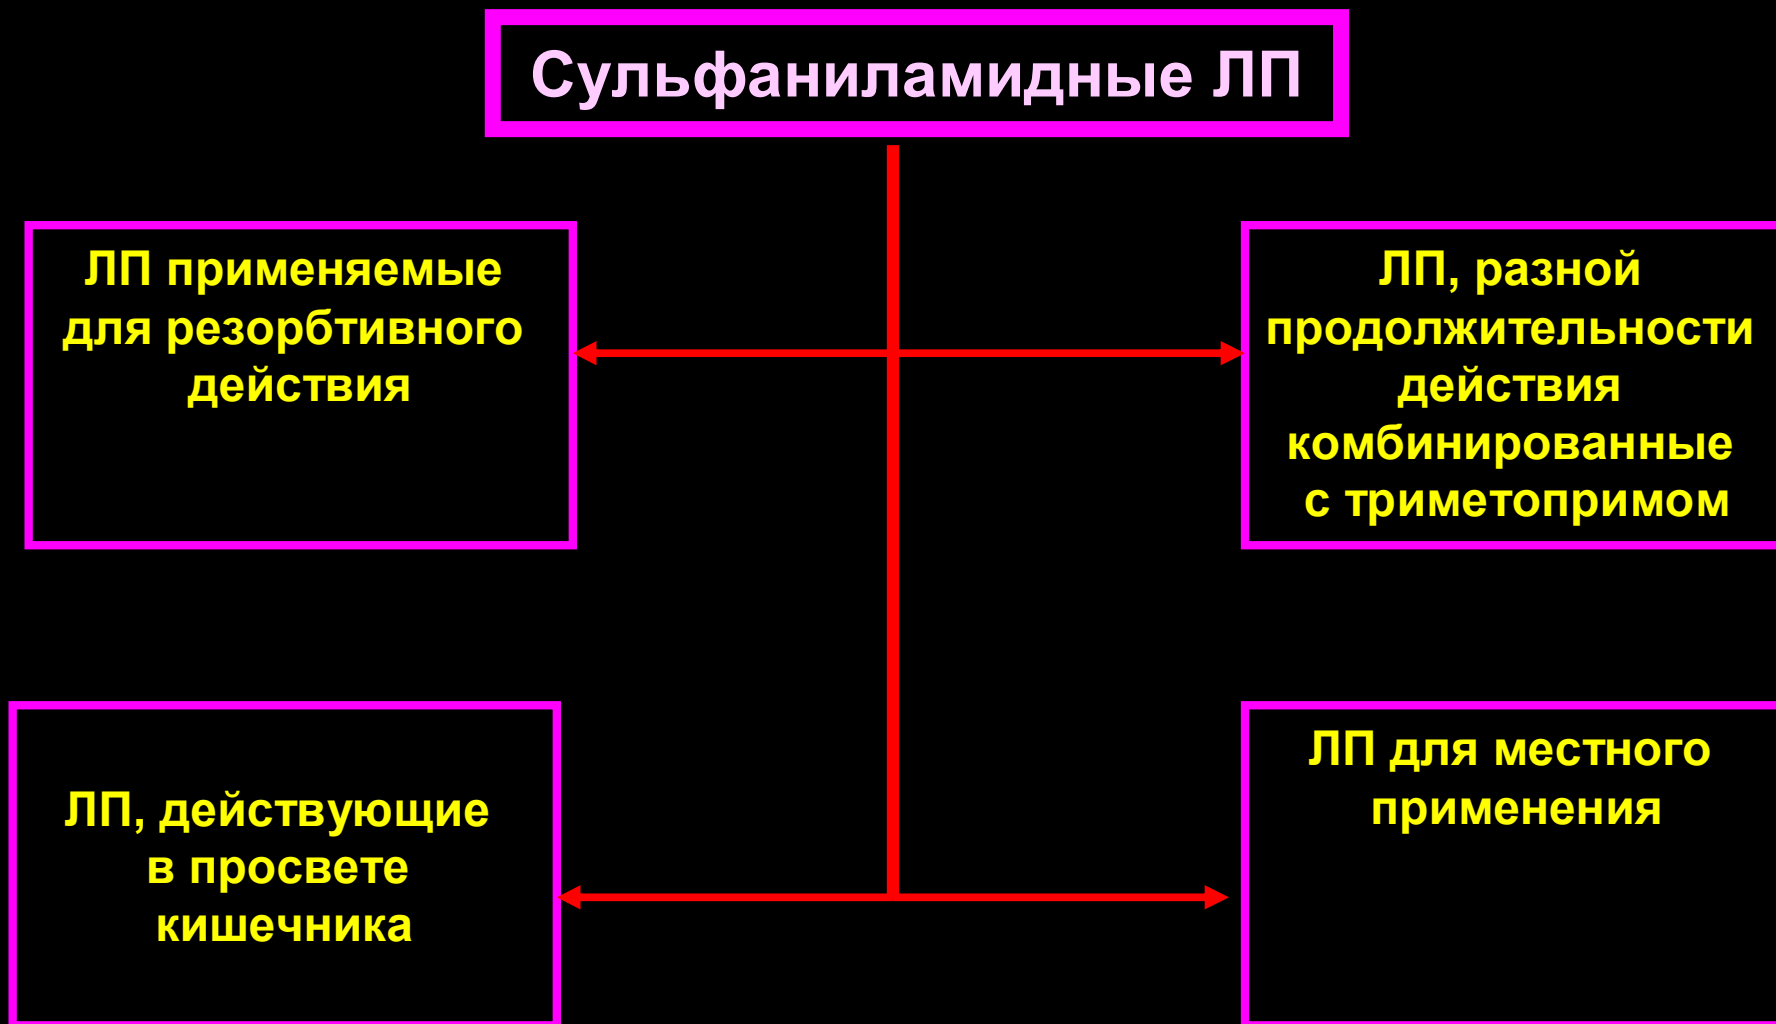 Сульфаниламидные ЛП
ЛП применяемые
для резорбтивного
действия
ЛП, разной
продолжительности
действия
комбинированные
с триметопримом
ЛП, действующие
в просвете
кишечника
ЛП для местного
применения